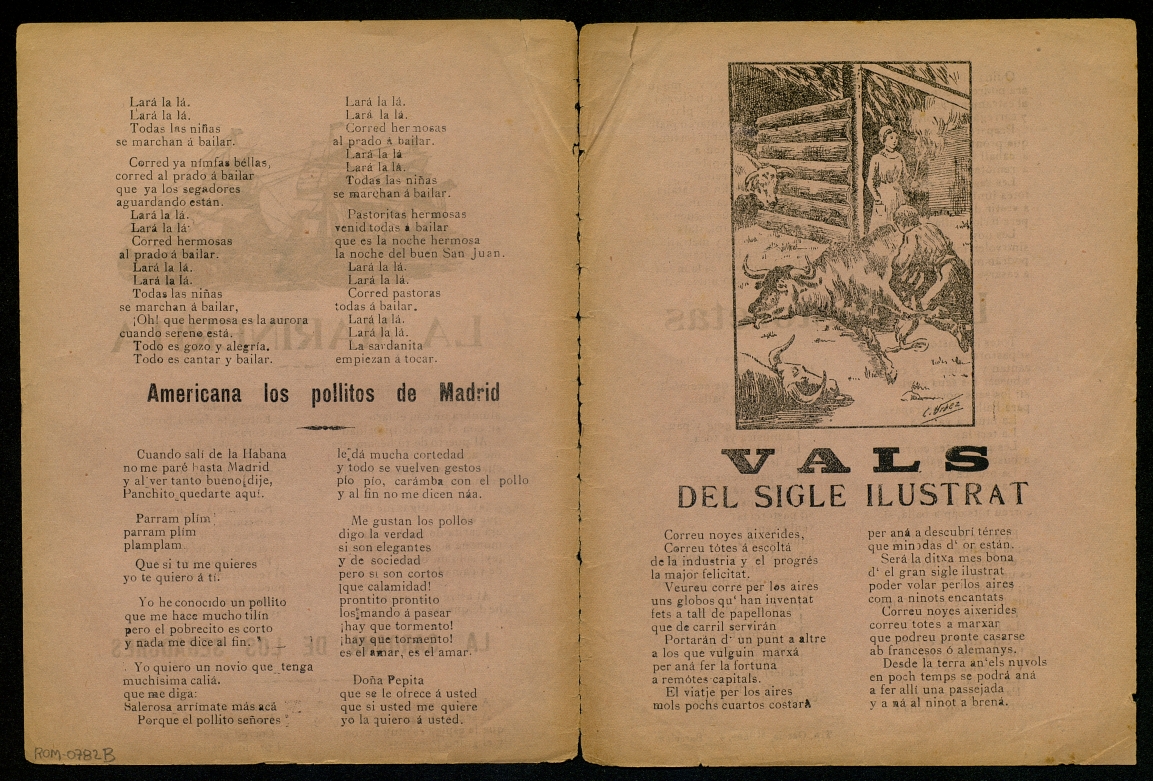 Lará la lá.
Lará la lá.
Todas las niñas
se marchan á bailar.
Corred ya nímfas béllas,
corred al prado á bailar
que ya los segadores
aguardando están.
Lará la lá.
Lará la lá.
Corred hermosas
al prado á bailar.
Lará la lá.
Lará la lá.
Todas las niñas
se marchan á bailar,
¡Oh! que hermosa es la aurora
cuando sereno está.
Todo es gozo y alegría.
Todo es cantar y bailar.
Lará la lá.
Lará la lá.
Corred hermosas
al prado á bailar.
Lará la lá
Lará la lá.
Todas las niñas
se marchan á bailar.
Pastoritas hermosas
venid todas á bailar
que es la noche hermosa
la noche del buen San Juan.
Lará la lá.
Lará la lá.
Corred pastoras
todas á bailar.
Lará la lá.
Lará la lá.
La sardanita
empiezan á tocar.
Americana los pollitos de Madrid
Cuando salí de la Habana
no me paré hasta Madrid
y al ver tanto bueno dije,
Panchito quedarte aquí.
Parram plím
parram plím
plamplam
Que si tu me quieres
yo te quiero á tí.
Yo he conocido un pollito
que me hace mucho tilín
pero el pobrecito es corto
y nada me dice al fin.
Yo quiero un novio que tenga
muchísima caliá.
que me diga:
Salerosa arrímate más acá
Porque el pollito señores
le dá mucha cortedad
y todo se vuelven gestos
pío pío, carámba con el pollo
y al fin no me dicen náa.
Me gustan los pollos
digo la verdad
si son elegantes
y de sociedad
pero si son cortos
¡que calamidad!
prontito prontito
los mando á pasear
¡hay que tormento!
¡hay que tormento!
es el amar, es el amar.
Doña Pepita
que se le ofrece á usted
que si usted me quiere
yo la quiero á usted.
ROM-0782B
C. Virez
VALS
DEL SIGLE ILUSTRAT
Correu noyes aixerides,
Correu tótes á escoltá
de la industria y el progrés
la major felicitat.
Veureu corre per los aires
uns globos qu' han inventat
fets a tall de papellonas
que de carril servirán
Portarán d' un punt a altre
a los que vulguin marxá
per aná fer la fortuna
a remótes capitals.
El viatje per los aires
mols pochs cuartos costará
per aná a descubrí térres
que minadas d' or están.
Será la ditxa mes bona
d' el gran sigle ilustrat
poder volar per los aires
com a ninots encantats
Correu noyes aixerides
correu totes a marxar
que podreu pronte casarse
ab francesos ó alemanys.
Desde la terra an'els nuvols
en poch temps se podrá aná
a fer allí una passejada
y a ná al ninot a brena.